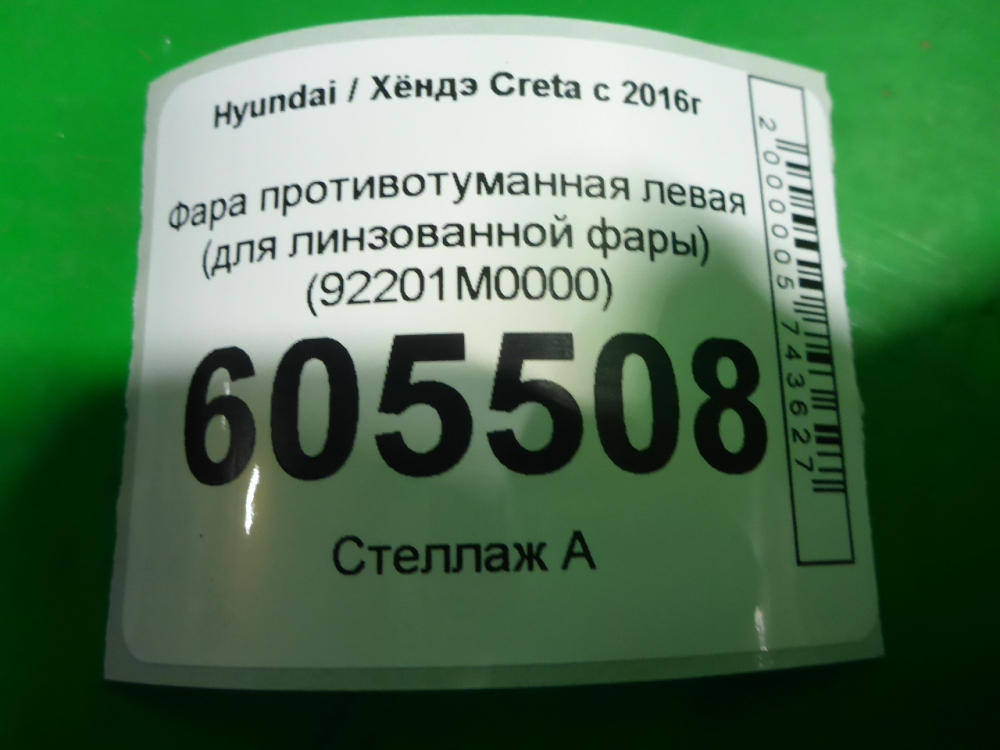 Hyundai / Хёндэ Creta с 2016г
Фара противотуманная левая
(для линзованной фары)
(92201M0000)
605508
Стеллаж А
2000005743627